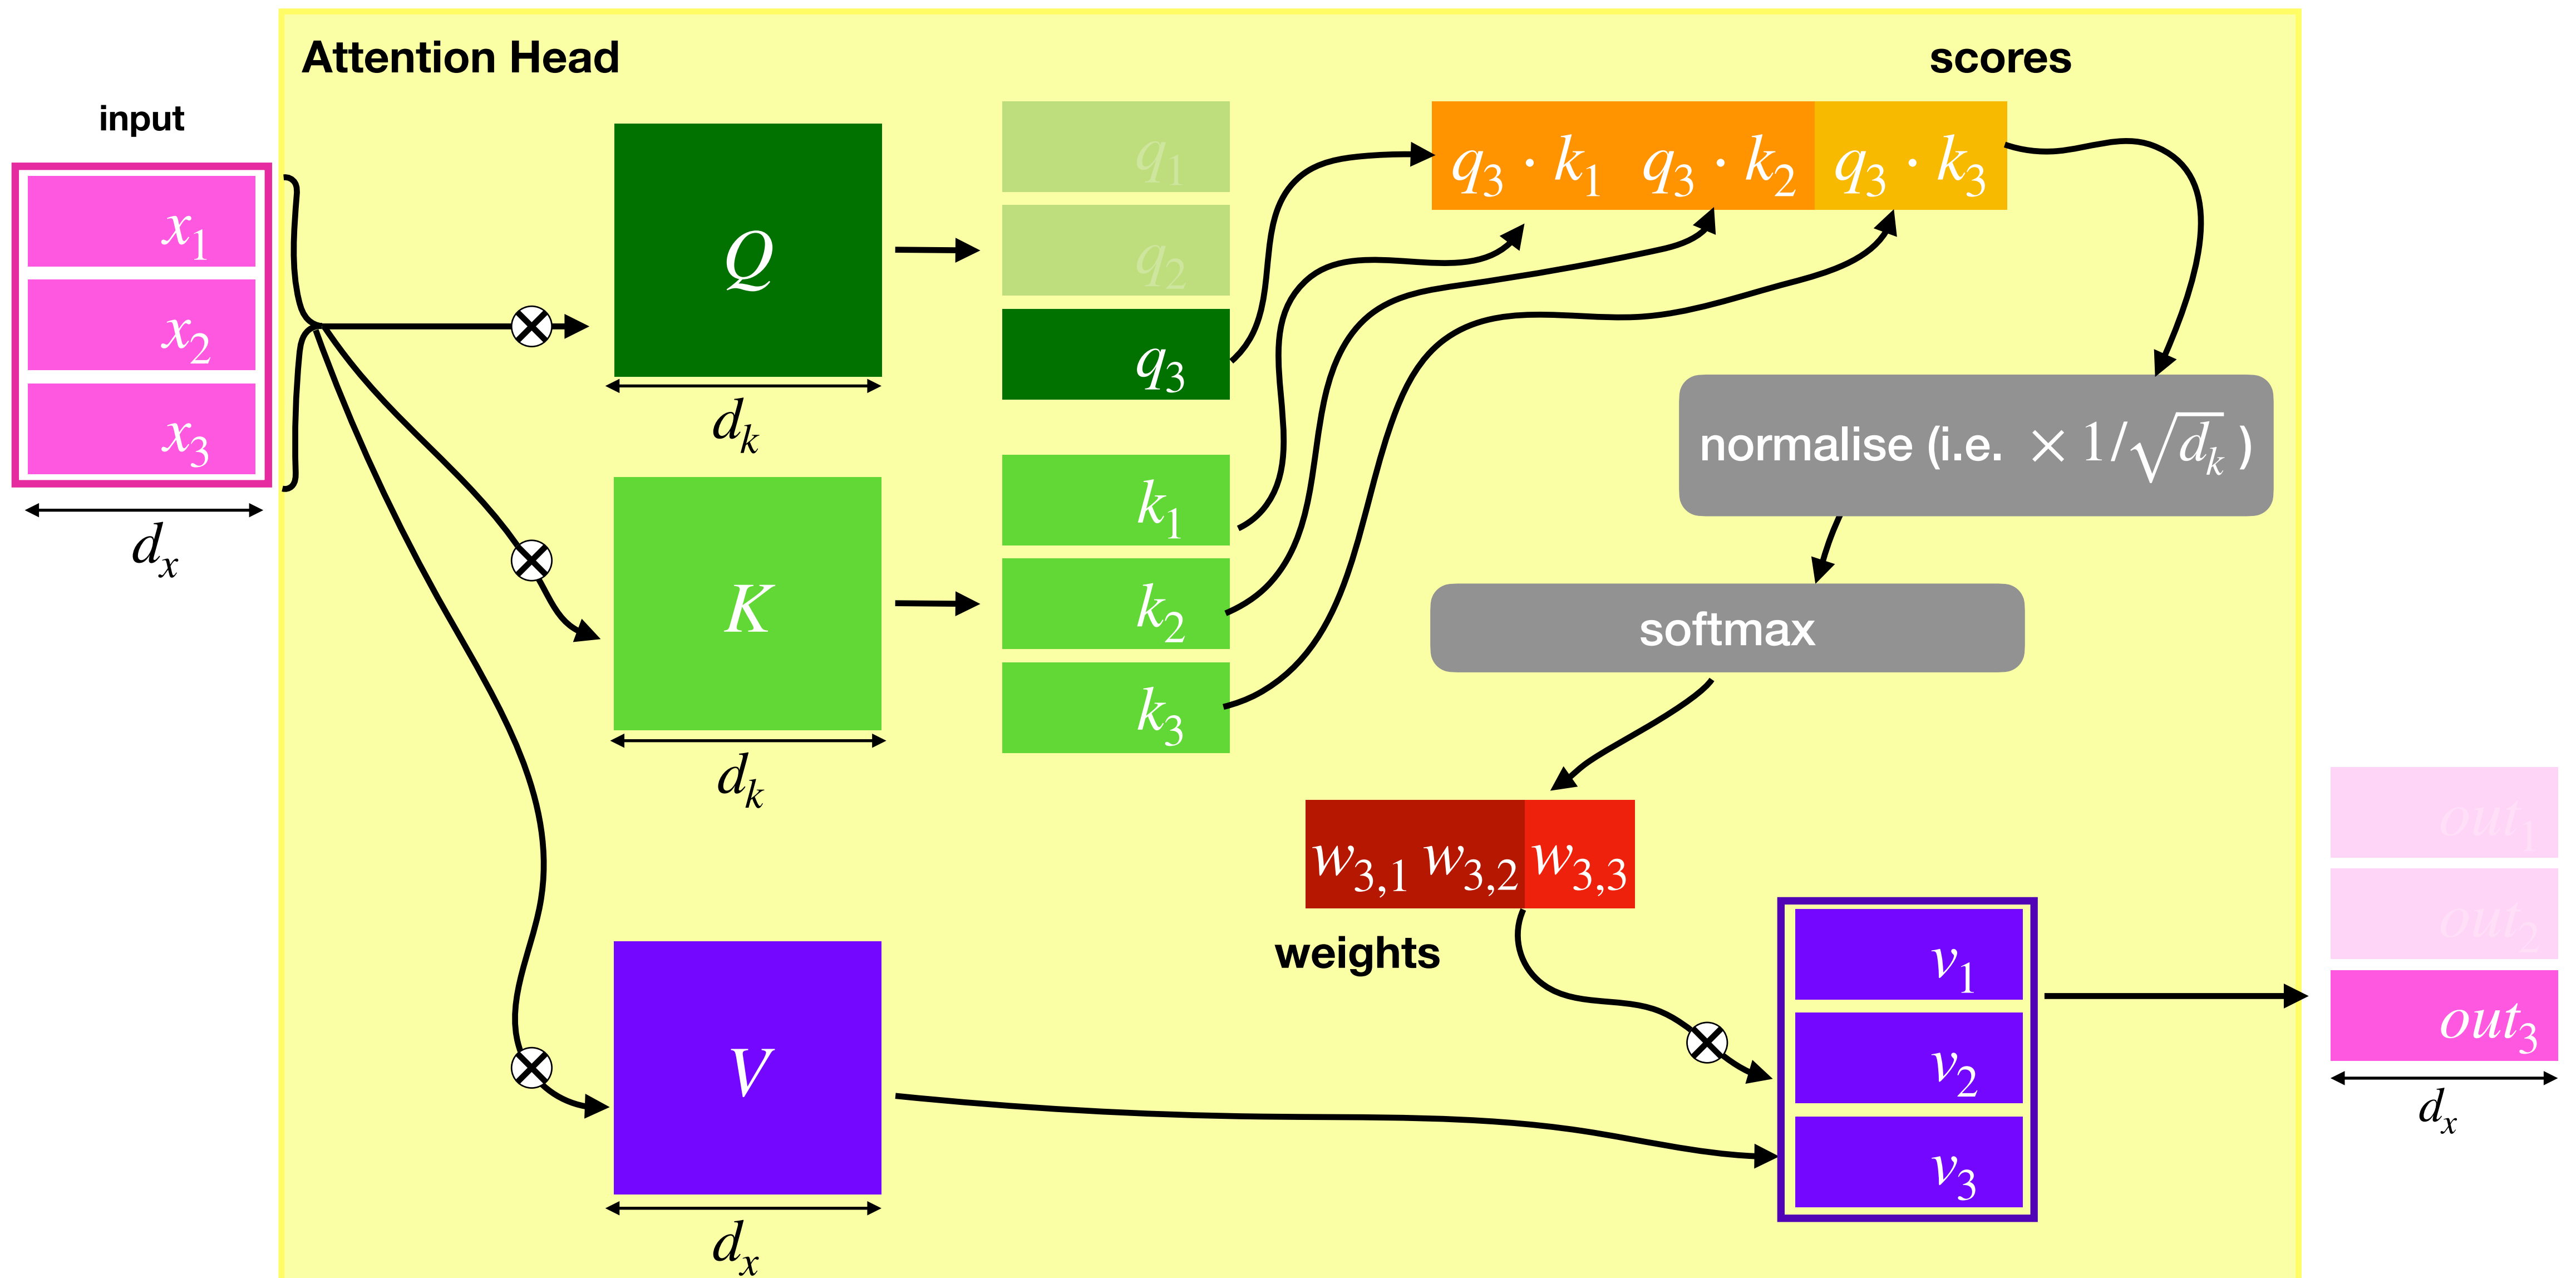 Attention Head
scores
input
x₁
x₂
x₃
dₓ
Q
dₖ
K
dₖ
V
dₓ
q₁
q₂
q₃
k₁
k₂
k₃
q₃ · k₁ q₃ · k₂ q₃ · k₃
normalise (i.e. × 1/√dₖ )
softmax
w₃,₁ w₃,₂ w₃,₃
weights
v₁
v₂
v₃
out₁
out₂
out₃
dₓ